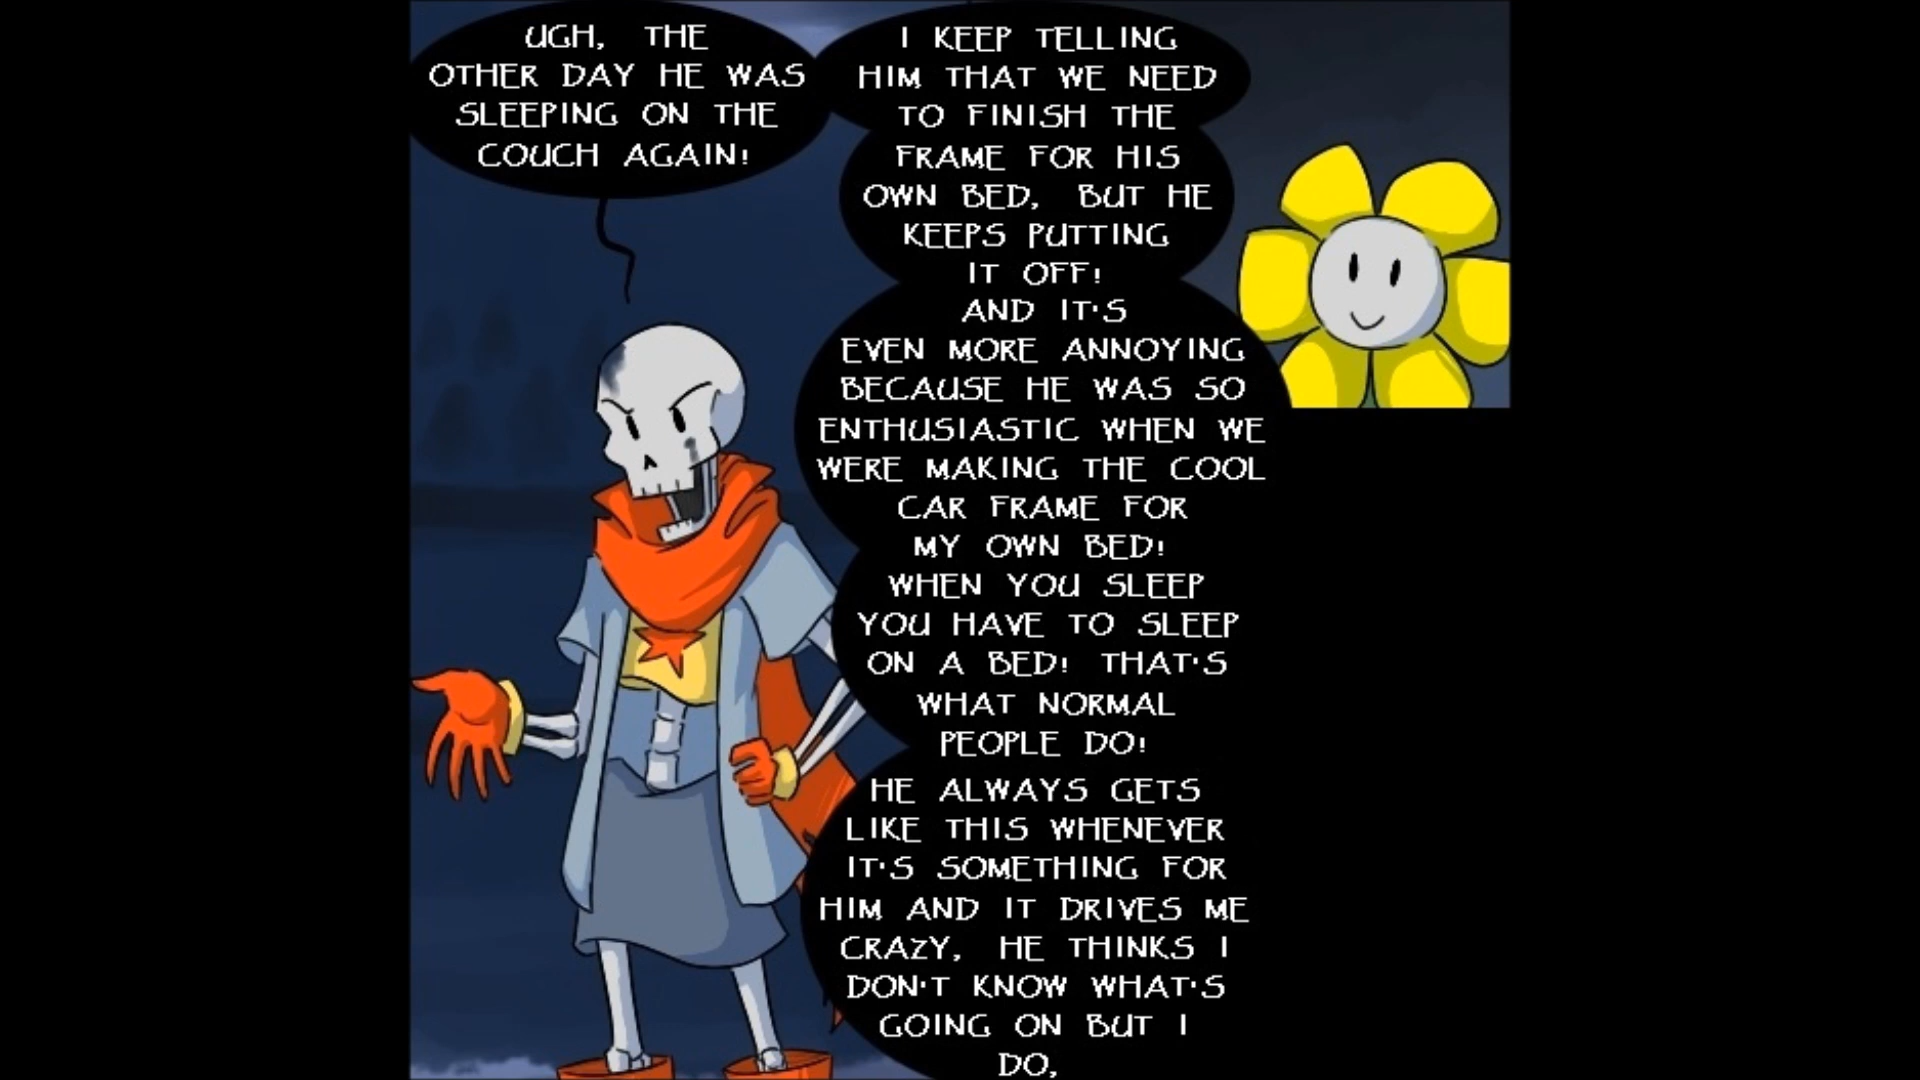 UGH, THE
OTHER DAY HE WAS
SLEEPING ON THE
COUCH AGAIN!
I KEEP TELLING
HIM THAT WE NEED
TO FINISH THE
FRAME FOR HIS
OWN BED, BUT HE
KEEPS PUTTING
IT OFF!
AND IT'S
EVEN MORE ANNOYING
BECAUSE HE WAS SO
ENTHUSIASTIC WHEN WE
WERE MAKING THE COOL
CAR FRAME FOR
MY OWN BED!
WHEN YOU SLEEP
YOU HAVE TO SLEEP
ON A BED! THAT'S
WHAT NORMAL
PEOPLE DO!
HE ALWAYS GETS
LIKE THIS WHENEVER
IT'S SOMETHING FOR
HIM AND IT DRIVES ME
CRAZY, HE THINKS I
DON'T KNOW WHAT'S
GOING ON BUT I
DO,